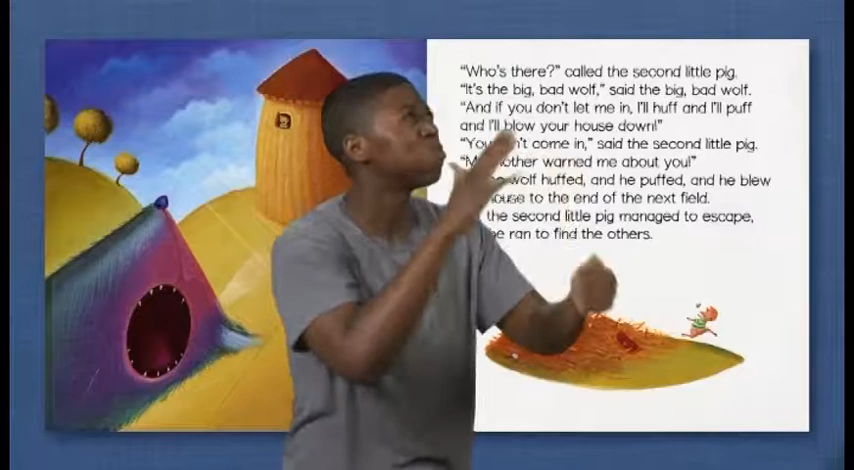 “Who's there?” called the second little pig.
“It's the big, bad wolf,” said the big, bad wolf.
“And if you don't let me in, I'll huff and I'll puff
and I'll blow your house down!”
come in,” said the second little pig.
warned me about you!”
wolf huffed, and he puffed, and he blew
to the end of the next field.
the second little pig managed to escape,
ran to find the others.